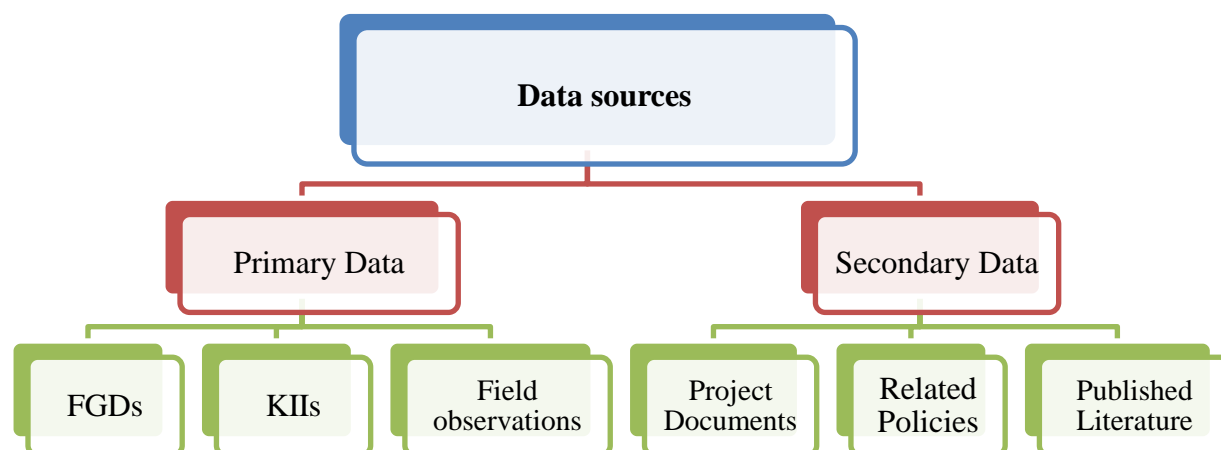 Data sources
Primary Data
Secondary Data
FGDs
KIIs
Field
observations
Project
Documents
Related
Policies
Published
Literature